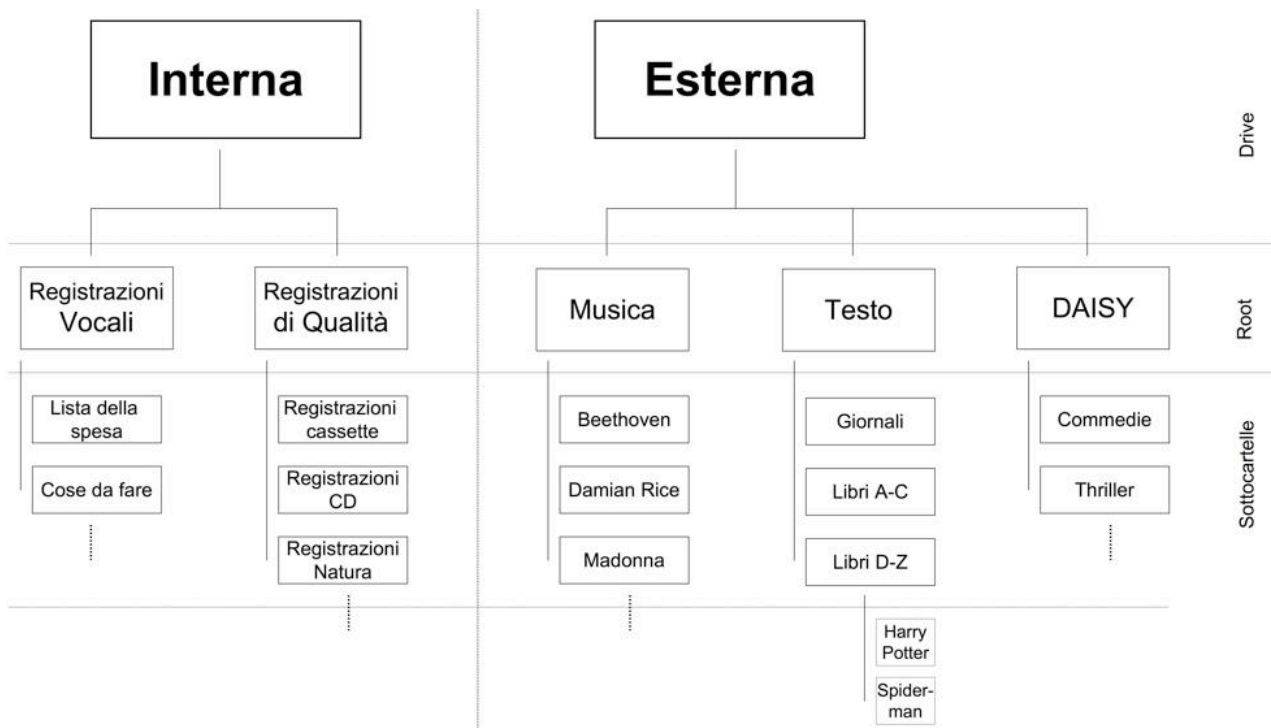 Interna
Esterna
Drive
Registrazioni
Vocali
Registrazioni
di Qualità
Musica
Testo
DAISY
Root
Lista della
spesa
Registrazioni
cassette
Beethoven
Giornali
Commedie
Cose da fare
Registrazioni
CD
Damian Rice
Libri A-C
Thriller
Sottocartelle
Registrazioni
Natura
Madonna
Libri D-Z
Harry
Potter
Spider-
man